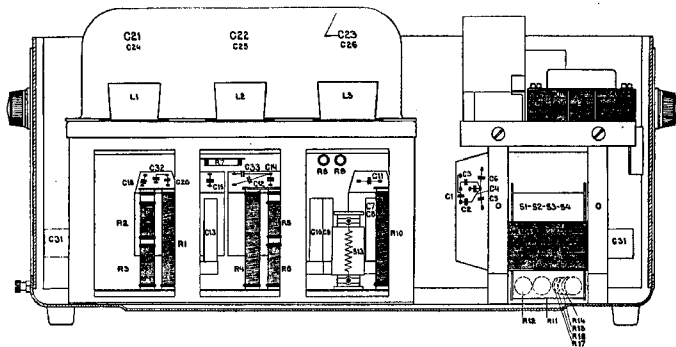 C21 C22 C23
C24 C25 C26
L1 L2 L3
R7 C33 C14 R8 R9
C32 C11
C18 C20 C15 C12
C3 C6
C4
C1 C5
C2
S1-S2-S3-S4
R2 R5 C7
C8
C13 C10 C9 R10
R1 S13
C31 C31
R3 R4 R6
R12 R11 R14
R15
R16
R17